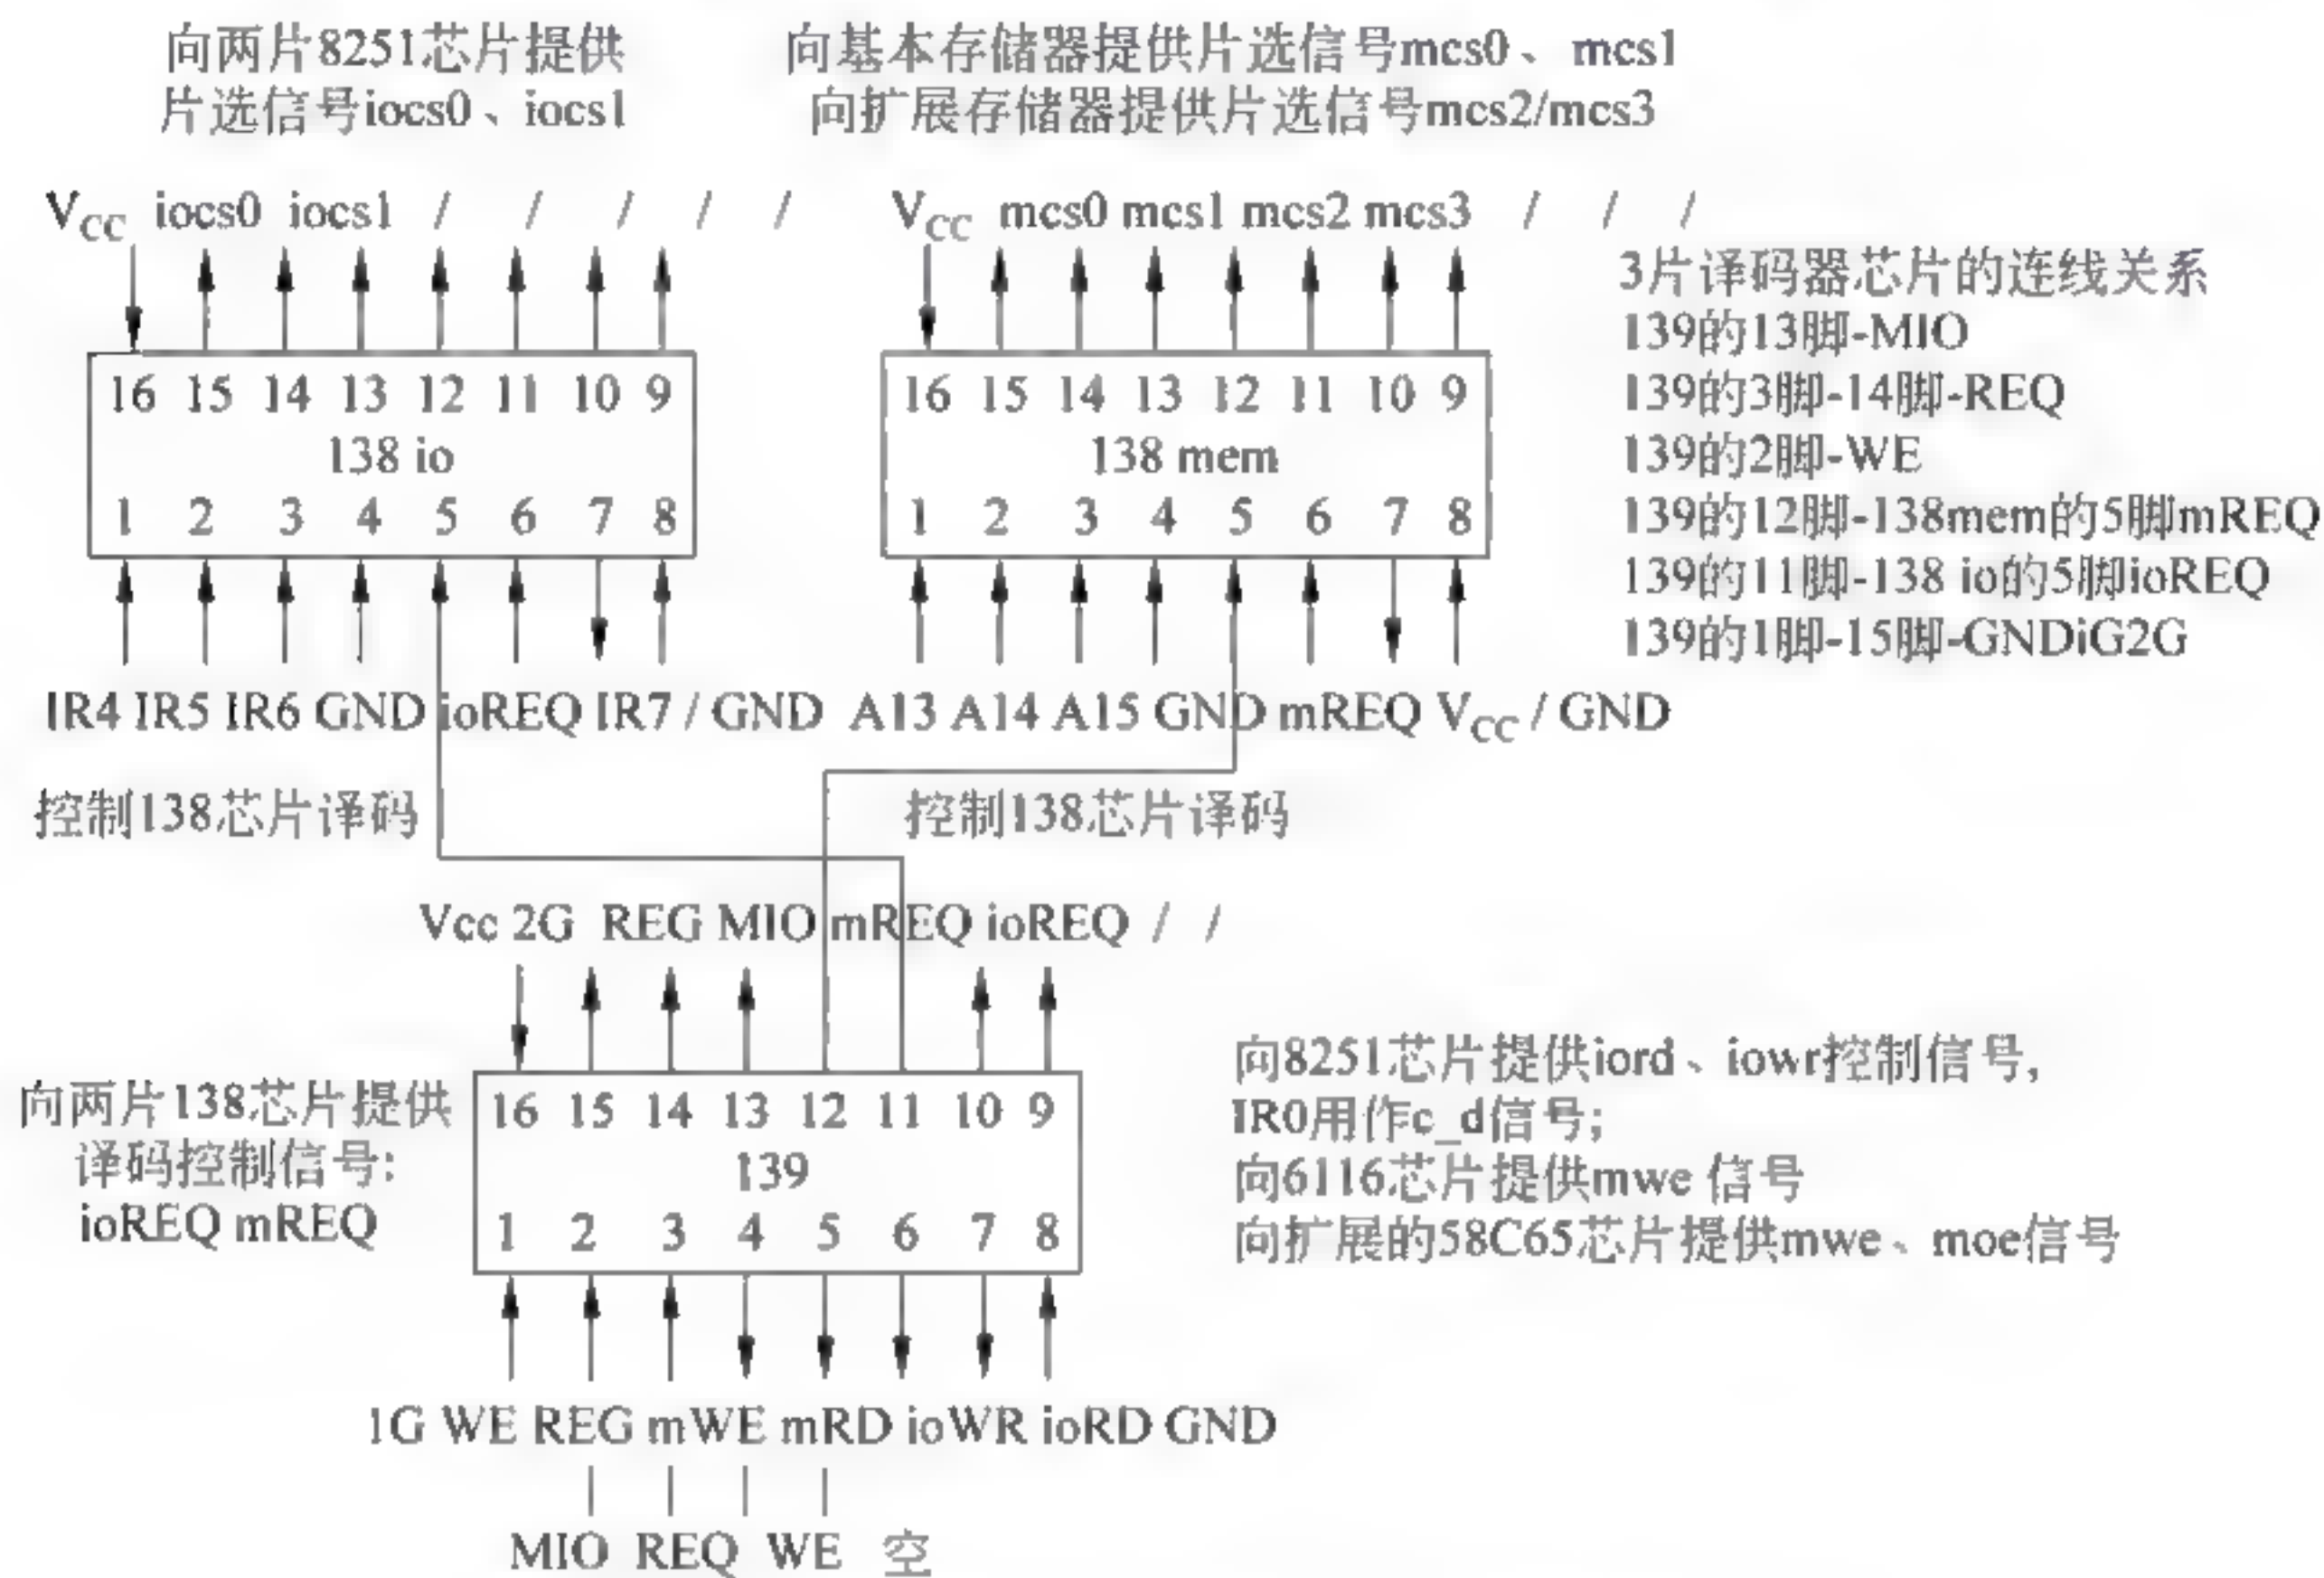 向两片8251芯片提供
片选信号iocs0、iocs1
向基本存储器提供片选信号mcs0、mcs1
向扩展存储器提供片选信号mcs2/mcs3
VCC iocs0 iocs1 / / / / /
VCC mcs0 mcs1 mcs2 mcs3 / / /
16 15 14 13 12 11 10 9
138 io
1 2 3 4 5 6 7 8
16 15 14 13 12 11 10 9
138 mem
1 2 3 4 5 6 7 8
3片译码器芯片的连线关系
139的13脚-MIO
139的3脚-14脚-REQ
139的2脚-WE
139的12脚-138mem的5脚mREQ
139的11脚-138 io的5脚ioREQ
139的1脚-15脚-GNDiG2G
IR4 IR5 IR6 GND ioREQ IR7 / GND
A13 A14 A15 GND mREQ VCC / GND
控制138芯片译码
控制138芯片译码
Vcc 2G REG MIO mREQ ioREQ / /
向两片138芯片提供
译码控制信号:
ioREQ mREQ
16 15 14 13 12 11 10 9
139
1 2 3 4 5 6 7 8
向8251芯片提供iord、iowr控制信号,
IR0用作c_d信号;
向6116芯片提供mwe 信号
向扩展的58C65芯片提供mwe、moe信号
1G WE REG mWE mRD ioWR ioRD GND
MIO REQ WE 空